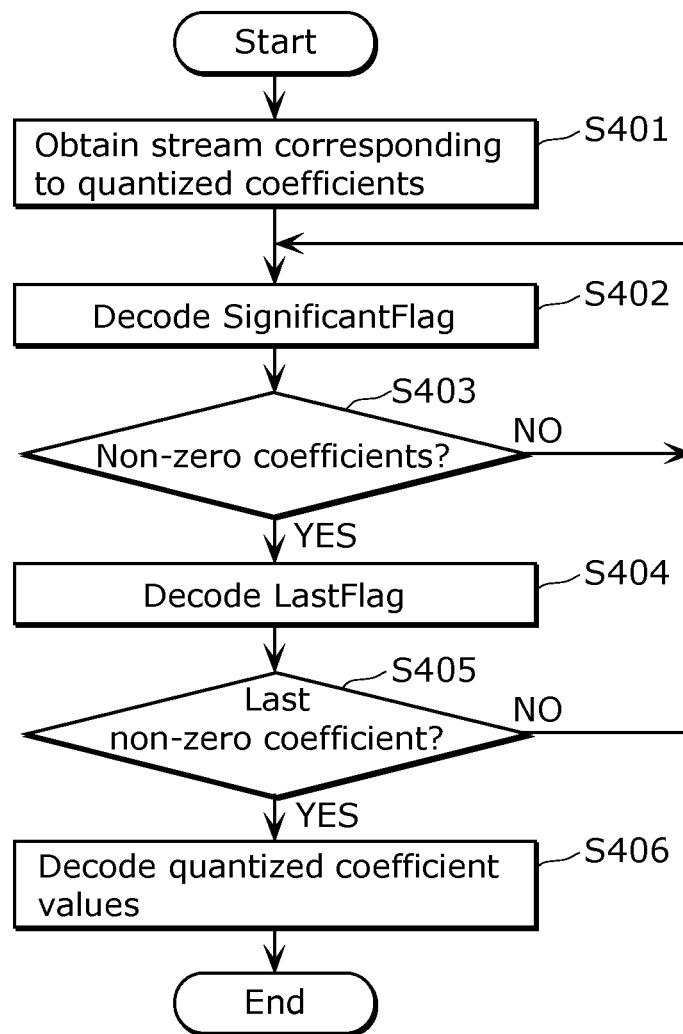 Start
S401
Obtain stream corresponding
to quantized coefficients
S402
Decode SignificantFlag
S403
Non-zero coefficients?
NO
YES
S404
Decode LastFlag
S405
Last
non-zero coefficient?
NO
YES
S406
Decode quantized coefficient
values
End